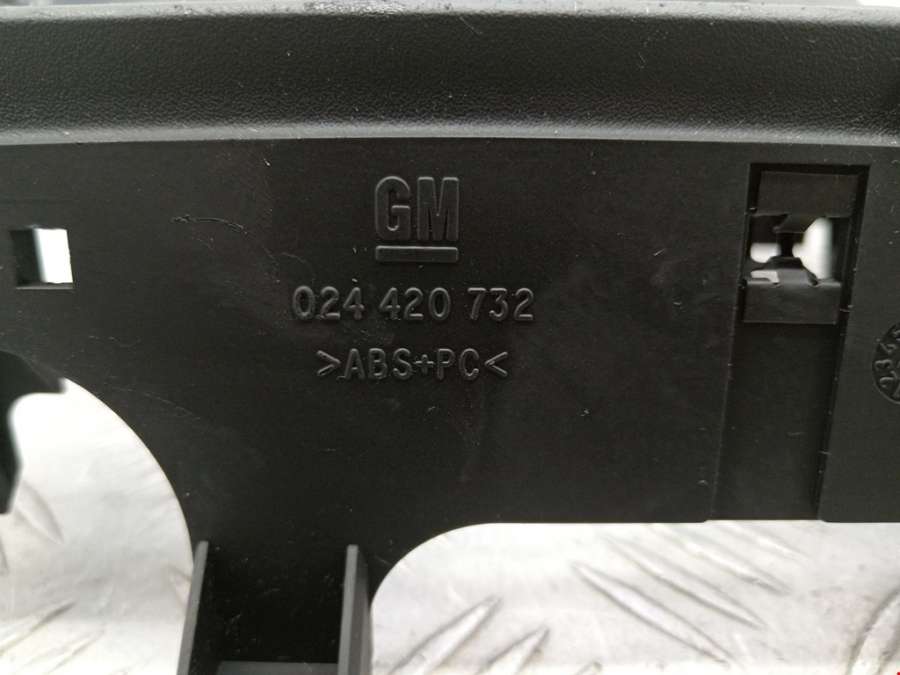 GM
024 420 732
>ABS+PC<